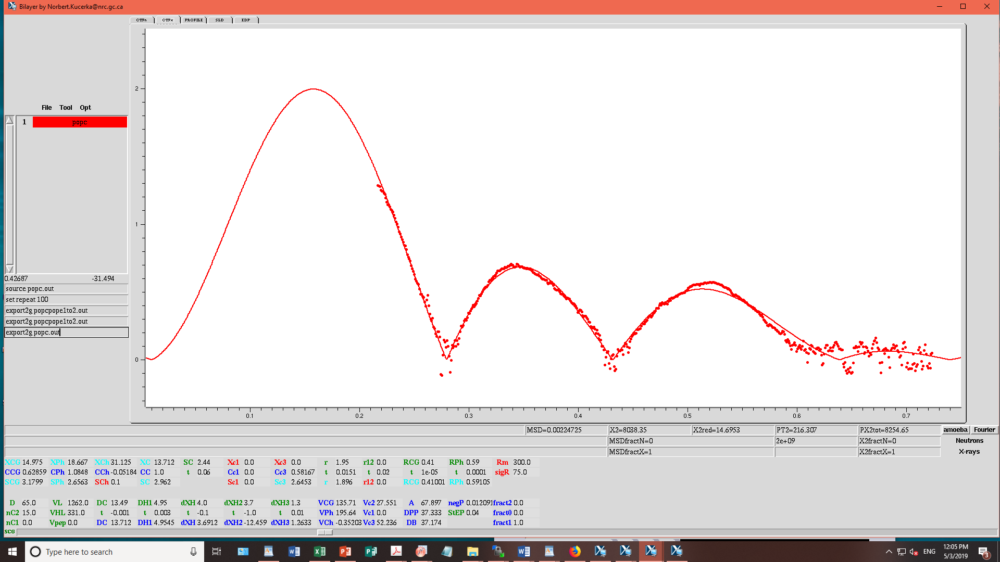 Bilayer by Norbert.Kucerka@nrc.gc.ca
CTFn CTFx PROFILE SLD EDP
File Tool Opt
1 popc
0.42687 -31.494
source popc.out
set repeat 100
export2g popcpope1to2.out
export2g popcpope1to2.out
export2g popc.out
2
1
0
0.1 0.2 0.3 0.4 0.5 0.6 0.7
MSD=0.00224725 X2=8038.35 X2red=14.6953 PT2=216.307 PX2tot=8254.65 amoeba Fourier
MSDfractN=0 2e+09 X2fractN=0 Neutrons
MSDfractX=1 X2fractX=1 X-rays
XCG 14.975 XPh 18.667 XCh 31.125 XC 13.712 SC 2.44 Xc1 0.0 Xc3 0.0 r 1.95 r12 0.0 RCG 0.41 RPh 0.59 Rm 300.0
CCG 0.62859 CPh 1.0848 CCh -0.05184 CC 1.0 t 0.06 Cc1 0.0 Cc3 0.58167 t 0.0151 t 0.02 t 1e-05 t 0.0001 sigR 75.0
SCG 3.1799 SPh 2.6563 SCh 0.1 SC 2.962 Sc1 0.0 Sc3 2.6453 r 1.896 r12 0.0 RCG 0.41001 RPh 0.59105
D 65.0 VL 1262.0 DC 13.49 DH1 4.95 dXH 4.0 dXH2 3.7 dXH3 1.3 VCG 135.71 Vc2 27.551 A 67.897 negP 0.012091 fract2 0.0
nC2 15.0 VHL 331.0 t -0.001 t 0.003 t -0.1 t -1.0 t 0.01 VPh 195.64 Vc1 0.0 DPP 37.333 StEP 0.04 fract0 0.0
nC1 0.0 Vpep 0.0 DC 13.712 DH1 4.9545 dXH 3.6912 dXH2 -12.459 dXH3 1.2633 VCh -0.35203 Vc3 52.236 DB 37.174 fract1 1.0
SCG
Type here to search
ENG
12:05 PM
5/3/2019
3